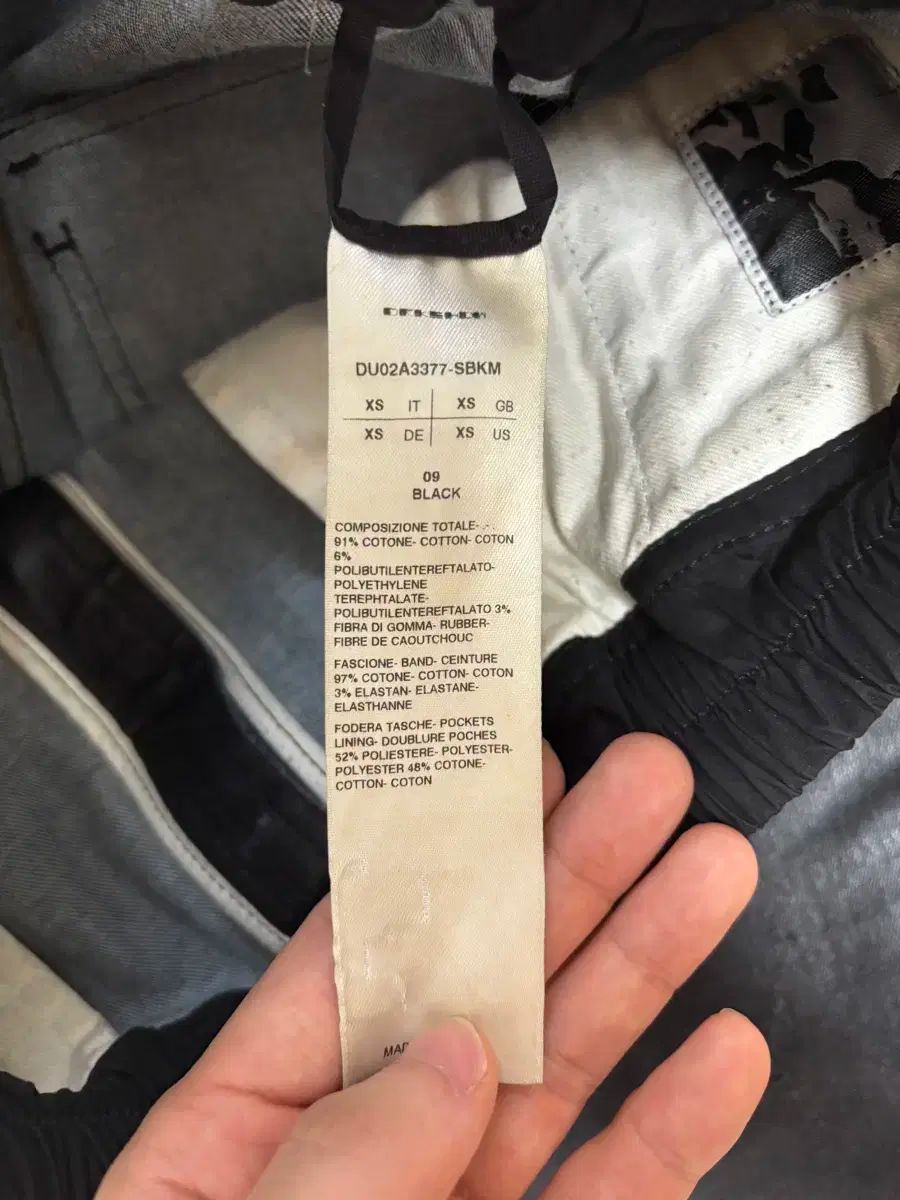 DRKSHDW
DU02A3377-SBKM
XS IT XS GB
XS DE XS US
09
BLACK
COMPOSIZIONE TOTALE-
91% COTONE- COTTON- COTON
6%
POLIBUTILENTEREFTALATO-
POLYETHYLENE
TEREPHTALATE-
POLIBUTILENTEREFTALATO 3%
FIBRA DI GOMMA- RUBBER-
FIBRE DE CAOUTCHOUC
FASCIONE- BAND- CEINTURE
97% COTONE- COTTON- COTON
3% ELASTAN- ELASTANE-
ELASTHANNE
FODERA TASCHE- POCKETS
LINING- DOUBLURE POCHES
52% POLIESTERE- POLYESTER-
POLYESTER 48% COTONE-
COTTON- COTON